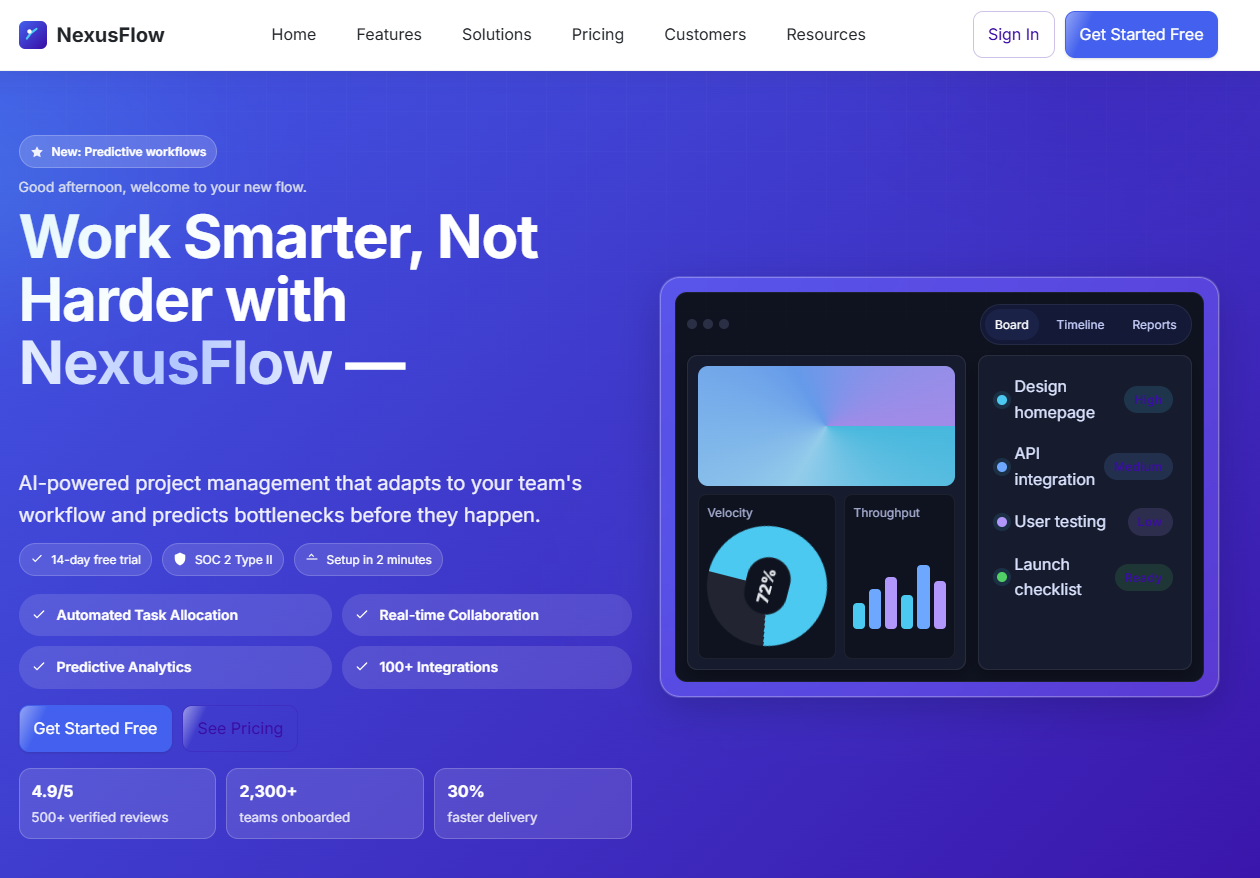 NexusFlow
Home
Features
Solutions
Pricing
Customers
Resources
Sign In
Get Started Free
New: Predictive workflows
Good afternoon, welcome to your new flow.
Work Smarter, Not
Harder with
NexusFlow —
AI-powered project management that adapts to your team's
workflow and predicts bottlenecks before they happen.
14-day free trial
SOC 2 Type II
Setup in 2 minutes
Automated Task Allocation
Real-time Collaboration
Predictive Analytics
100+ Integrations
Get Started Free
See Pricing
4.9/5
500+ verified reviews
2,300+
teams onboarded
30%
faster delivery
Board
Timeline
Reports
Velocity
72%
Throughput
Design
homepage
High
API
integration
Medium
User testing
Low
Launch
checklist
Ready